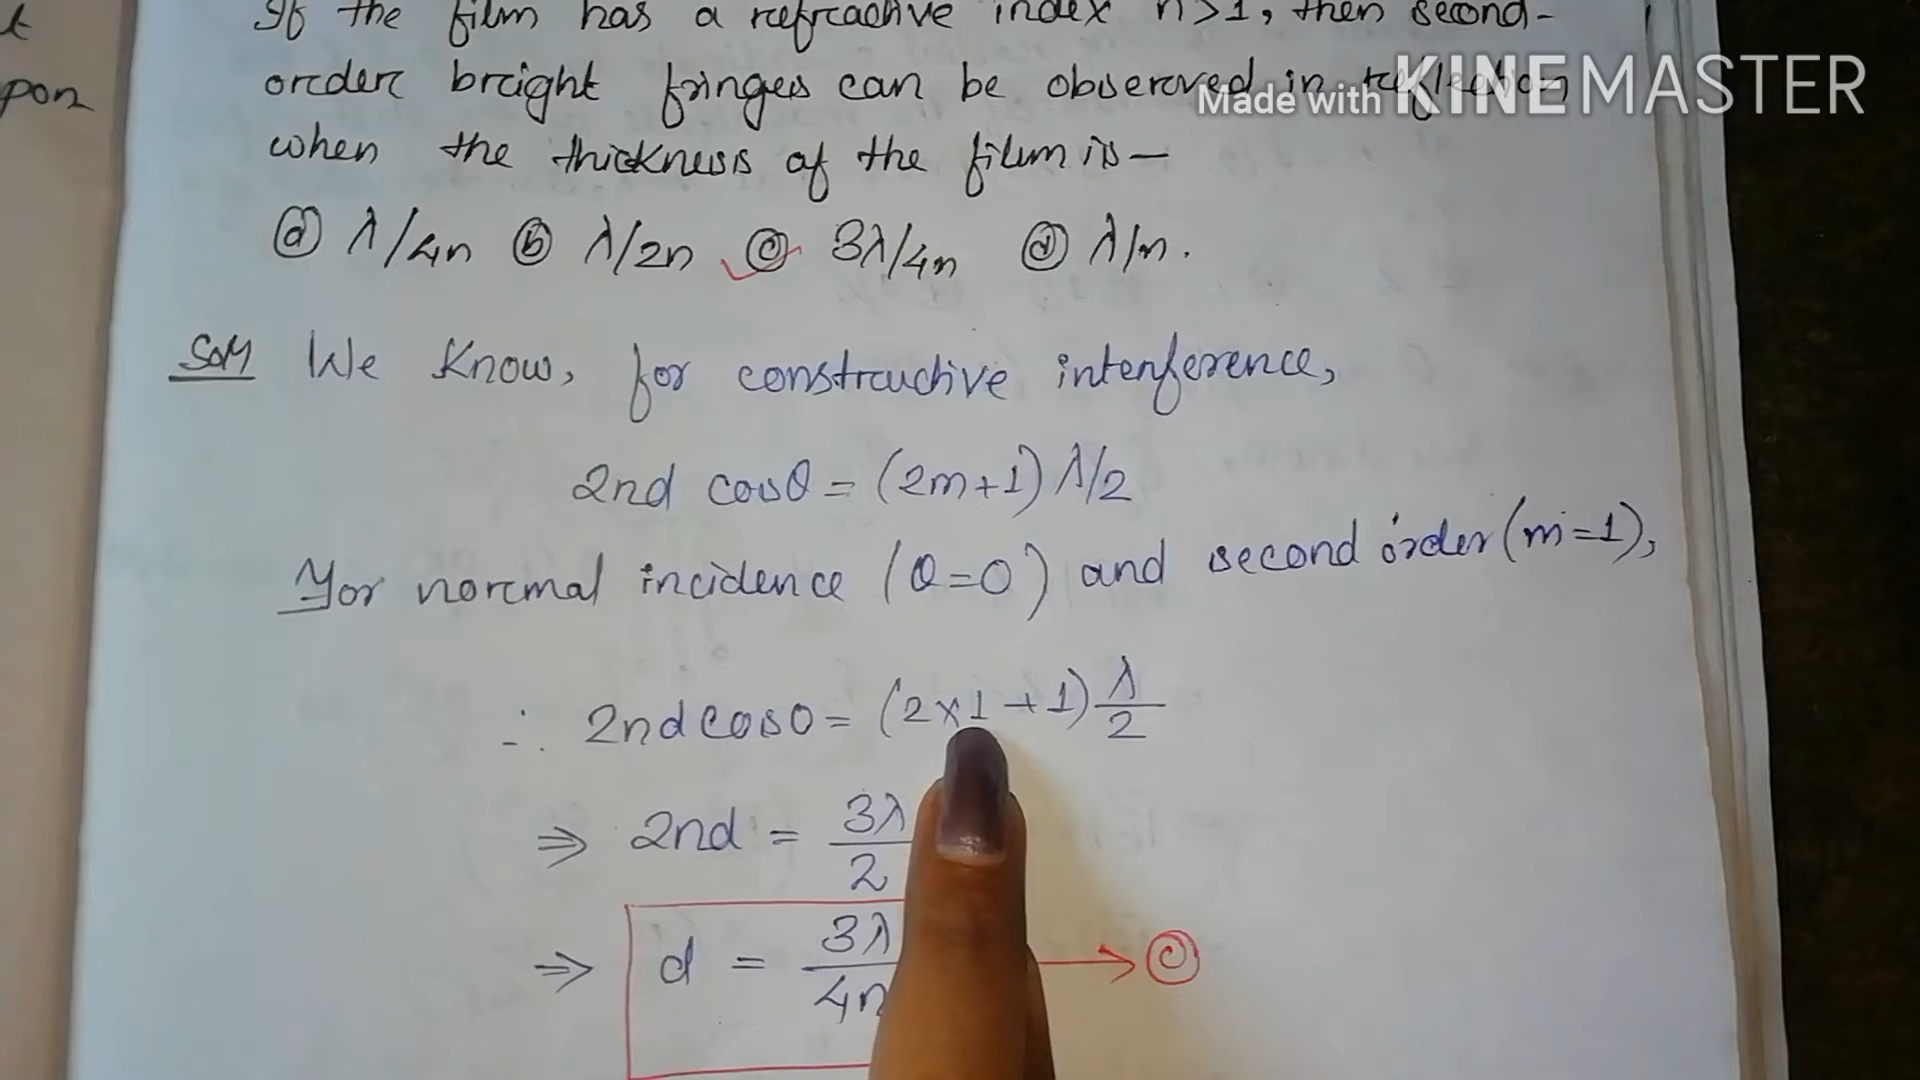 t
pon
If the film has a refractive index n>1, then second-
order bright fringes can be observed in reflection
Made with KINEMASTER
when the thickness of the film is —
ⓐ λ/4n ⓑ λ/2n ⓒ 3λ/4n ⓓ λ/n.
Soln We know, for constructive interference,
2nd cosθ = (2m+1) λ/2
For normal incidence (θ=0°) and second order (m=1),
∴ 2nd cos0 = (2×1+1) λ/2
⇒ 2nd = 3λ/2
⇒ d = 3λ/4n → ⓒ